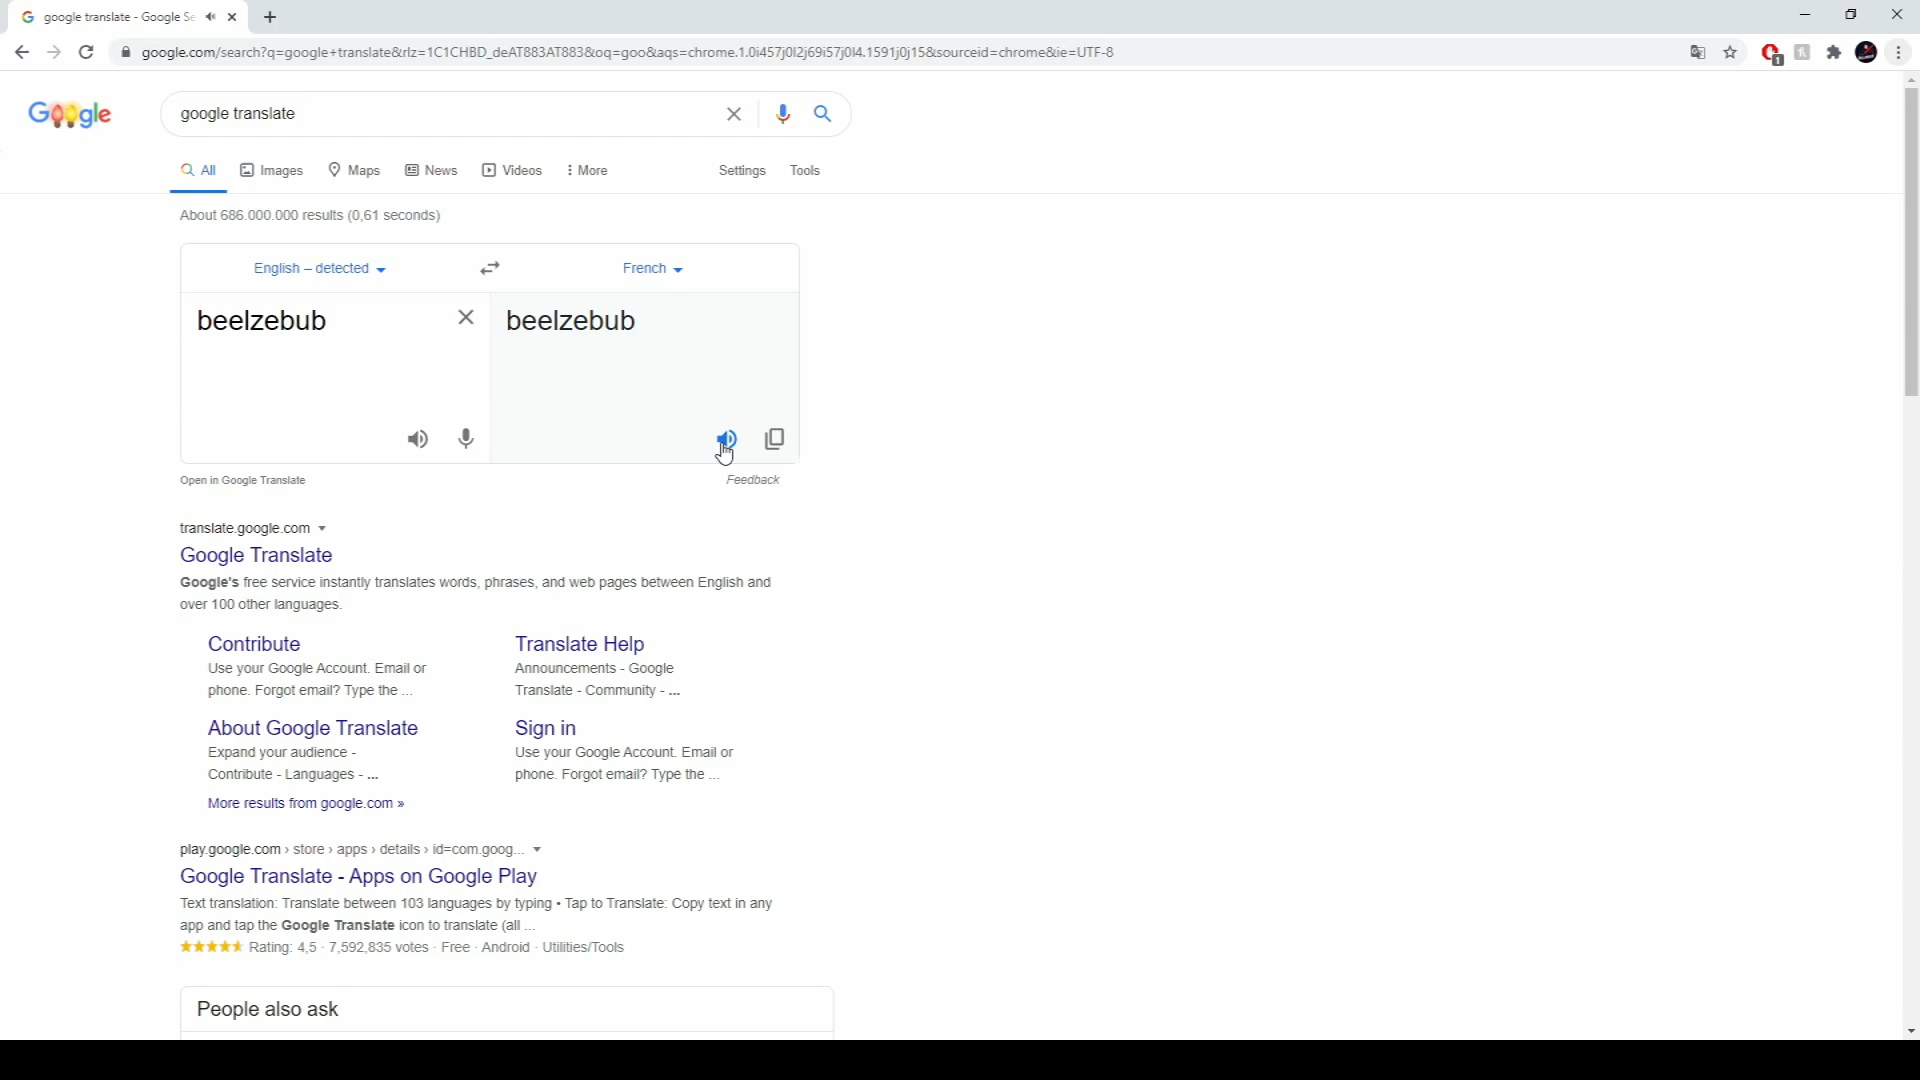 google translate - Google Se
google.com/search?q=google+translate&rlz=1C1CHBD_deAT883AT883&oq=goo&aqs=chrome.1.0i457j0l2j69i57j0l4.1591j0j15&sourceid=chrome&ie=UTF-8
1
Google google translate
All Images Maps News Videos More Settings Tools
About 686.000.000 results (0,61 seconds)
English – detected French
beelzebub beelzebub
Open in Google Translate Feedback
translate.google.com
Google Translate
Google's free service instantly translates words, phrases, and web pages between English and
over 100 other languages.
Contribute
Use your Google Account. Email or
phone. Forgot email? Type the ...
Translate Help
Announcements - Google
Translate - Community - ...
About Google Translate
Expand your audience -
Contribute - Languages - ...
Sign in
Use your Google Account. Email or
phone. Forgot email? Type the ...
More results from google.com »
play.google.com › store › apps › details › id=com.goog...
Google Translate - Apps on Google Play
Text translation: Translate between 103 languages by typing • Tap to Translate: Copy text in any
app and tap the Google Translate icon to translate (all ...
Rating: 4,5 · 7,592,835 votes · Free · Android · Utilities/Tools
People also ask